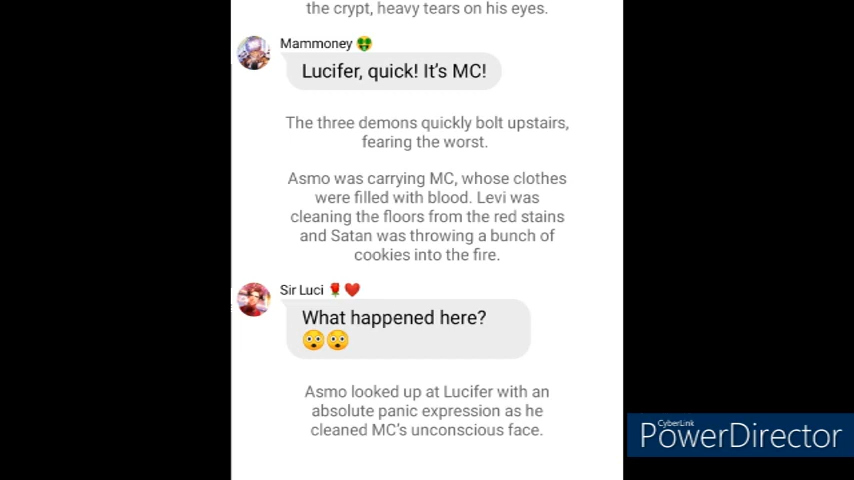 the crypt, heavy tears on his eyes.
Mammoney 🤑
Lucifer, quick! It's MC!
The three demons quickly bolt upstairs,
fearing the worst.
Asmo was carrying MC, whose clothes
were filled with blood. Levi was
cleaning the floors from the red stains
and Satan was throwing a bunch of
cookies into the fire.
Sir Luci 🌹❤️
What happened here?
😳😳
Asmo looked up at Lucifer with an
absolute panic expression as he
cleaned MC's unconscious face.
CyberLink
PowerDirector